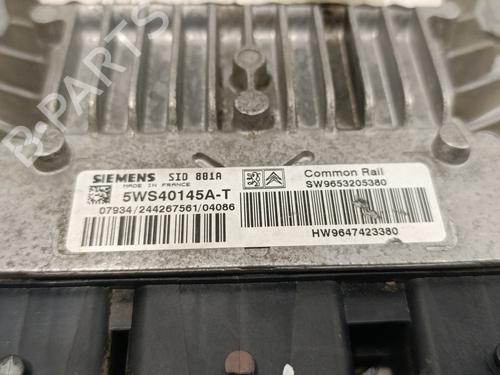 B-PARTS
SIEMENS SID 801A
MADE IN FRANCE
5WS40145A-T
07934/244267561/04086
Common Rail
SW9653205380
HW9647423380